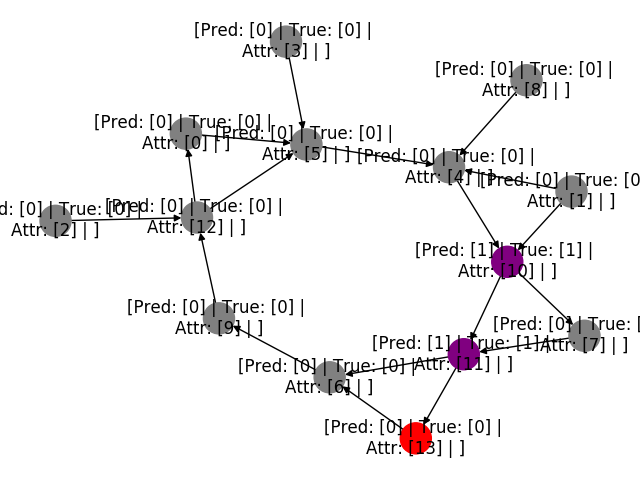 [Pred: [0] | True: [0] |
Attr: [3] | ]
[Pred: [0] | True: [0] |
Attr: [8] | ]
[Pred: [0] | True: [0] |
Attr: [0] | ]
[Pred: [0] | True: [0] |
Attr: [5] | ]
[Pred: [0] | True: [0] |
Attr: [4] | ]
[Pred: [0] | True: [0
Attr: [1] | ]
d: [0] | True: [0] |
Attr: [2] | ]
[Pred: [0] | True: [0] |
Attr: [12] | ]
[Pred: [1] | True: [1] |
Attr: [10] | ]
[Pred: [0] | True: [0] |
Attr: [9] | ]
[Pred: [0] | True: [
Attr: [7] | ]
[Pred: [1] | True: [1] |
Attr: [11] | ]
[Pred: [0] | True: [0] |
Attr: [6] | ]
[Pred: [0] | True: [0] |
Attr: [13] | ]